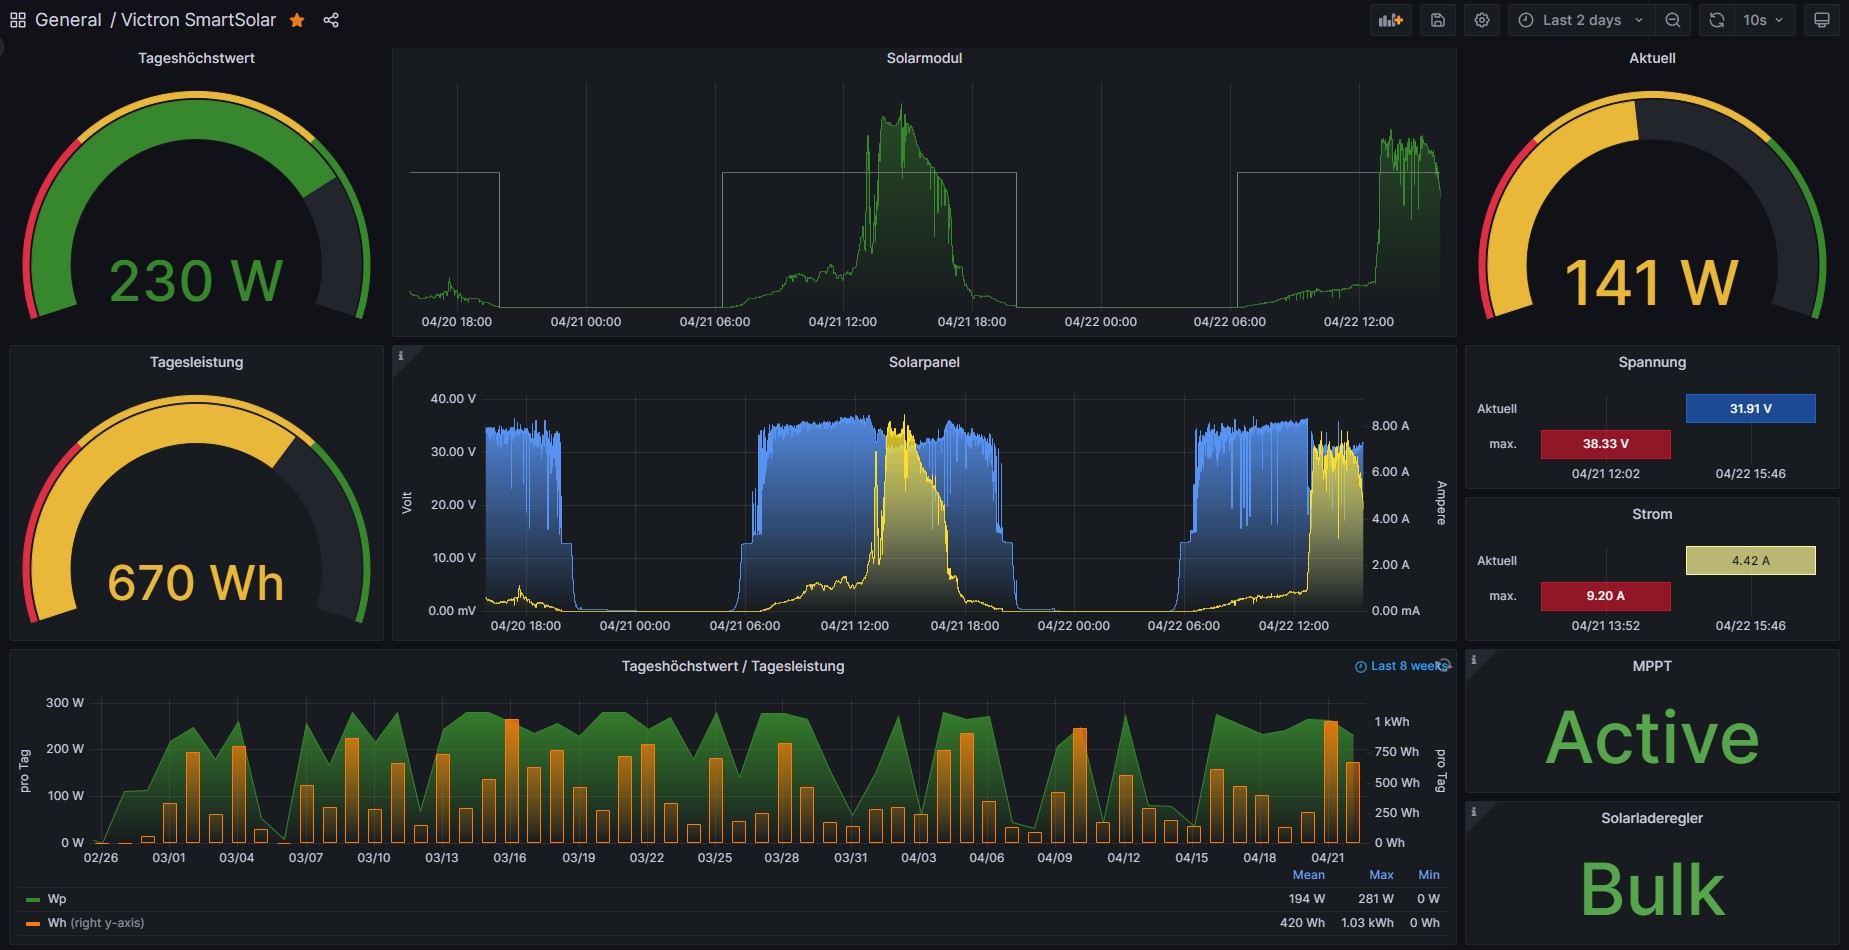 General / Victron SmartSolar
Last 2 days
10s
Tageshöchstwert
230 W
Solarmodul
04/20 18:00 04/21 00:00 04/21 06:00 04/21 12:00 04/21 18:00 04/22 00:00 04/22 06:00 04/22 12:00
Aktuell
141 W
Tagesleistung
670 Wh
Solarpanel
Volt
40.00 V
30.00 V
20.00 V
10.00 V
0.00 mV
Ampere
8.00 A
6.00 A
4.00 A
2.00 A
0.00 mA
04/20 18:00 04/21 00:00 04/21 06:00 04/21 12:00 04/21 18:00 04/22 00:00 04/22 06:00 04/22 12:00
Spannung
Aktuell 31.91 V
max. 38.33 V
04/21 12:02 04/22 15:46
Strom
Aktuell 4.42 A
max. 9.20 A
04/21 13:52 04/22 15:46
Tageshöchstwert / Tagesleistung
Last 8 weeks
pro Tag
300 W
200 W
100 W
0 W
pro Tag
1 kWh
750 Wh
500 Wh
250 Wh
0 Wh
02/26 03/01 03/04 03/07 03/10 03/13 03/16 03/19 03/22 03/25 03/28 03/31 04/03 04/06 04/09 04/12 04/15 04/18 04/21
Mean Max Min
Wp 194 W 281 W 0 W
Wh (right y-axis) 420 Wh 1.03 kWh 0 Wh
MPPT
Active
Solarladeregler
Bulk